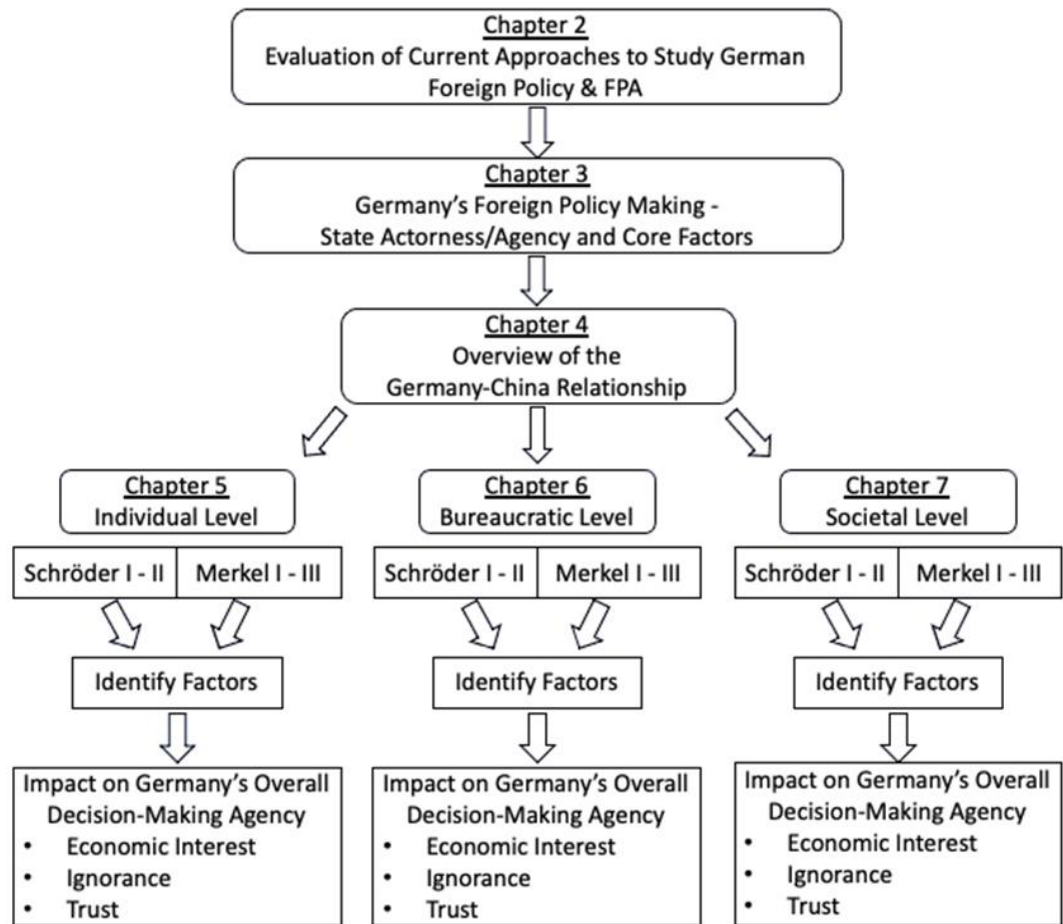 Chapter 2
Evaluation of Current Approaches to Study German
Foreign Policy & FPA
Chapter 3
Germany’s Foreign Policy Making -
State Actorness/Agency and Core Factors
Chapter 4
Overview of the
Germany-China Relationship
Chapter 5
Individual Level
Schröder I - II
Merkel I - III
Identify Factors
Impact on Germany’s Overall
Decision-Making Agency
• Economic Interest
• Ignorance
• Trust
Chapter 6
Bureaucratic Level
Schröder I - II
Merkel I - III
Identify Factors
Impact on Germany’s Overall
Decision-Making Agency
• Economic Interest
• Ignorance
• Trust
Chapter 7
Societal Level
Schröder I - II
Merkel I - III
Identify Factors
Impact on Germany’s Overall
Decision-Making Agency
• Economic Interest
• Ignorance
• Trust